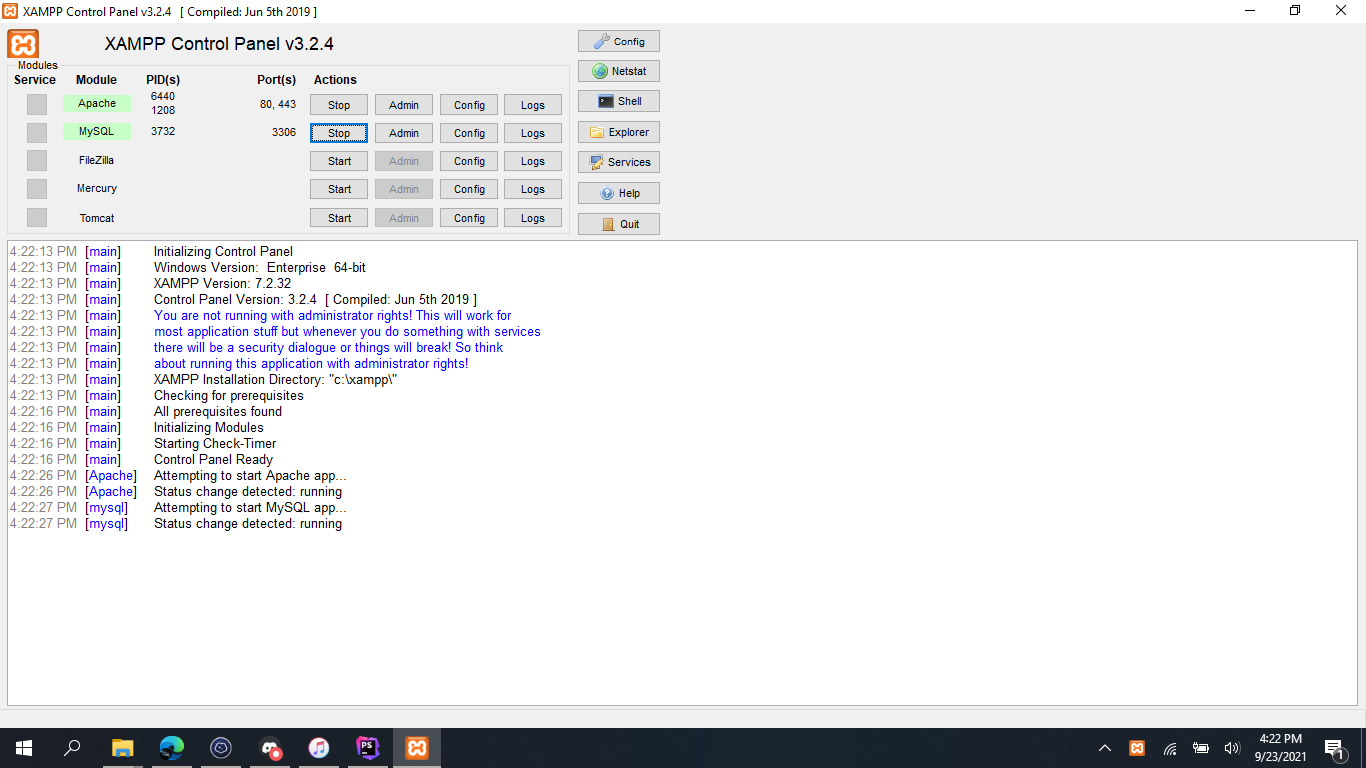 XAMPP Control Panel v3.2.4 [ Compiled: Jun 5th 2019 ]
XAMPP Control Panel v3.2.4
Modules
Service Module PID(s) Port(s) Actions
Apache 6440 1208 80, 443 Stop Admin Config Logs
MySQL 3732 3306 Stop Admin Config Logs
FileZilla Start Admin Config Logs
Mercury Start Admin Config Logs
Tomcat Start Admin Config Logs
Config
Netstat
Shell
Explorer
Services
Help
Quit
4:22:13 PM [main] Initializing Control Panel
4:22:13 PM [main] Windows Version: Enterprise 64-bit
4:22:13 PM [main] XAMPP Version: 7.2.32
4:22:13 PM [main] Control Panel Version: 3.2.4 [ Compiled: Jun 5th 2019 ]
4:22:13 PM [main] You are not running with administrator rights! This will work for
4:22:13 PM [main] most application stuff but whenever you do something with services
4:22:13 PM [main] there will be a security dialogue or things will break! So think
4:22:13 PM [main] about running this application with administrator rights!
4:22:13 PM [main] XAMPP Installation Directory: "c:\xampp\"
4:22:13 PM [main] Checking for prerequisites
4:22:16 PM [main] All prerequisites found
4:22:16 PM [main] Initializing Modules
4:22:16 PM [main] Starting Check-Timer
4:22:16 PM [main] Control Panel Ready
4:22:26 PM [Apache] Attempting to start Apache app...
4:22:26 PM [Apache] Status change detected: running
4:22:27 PM [mysql] Attempting to start MySQL app...
4:22:27 PM [mysql] Status change detected: running
PS
4:22 PM
9/23/2021
1